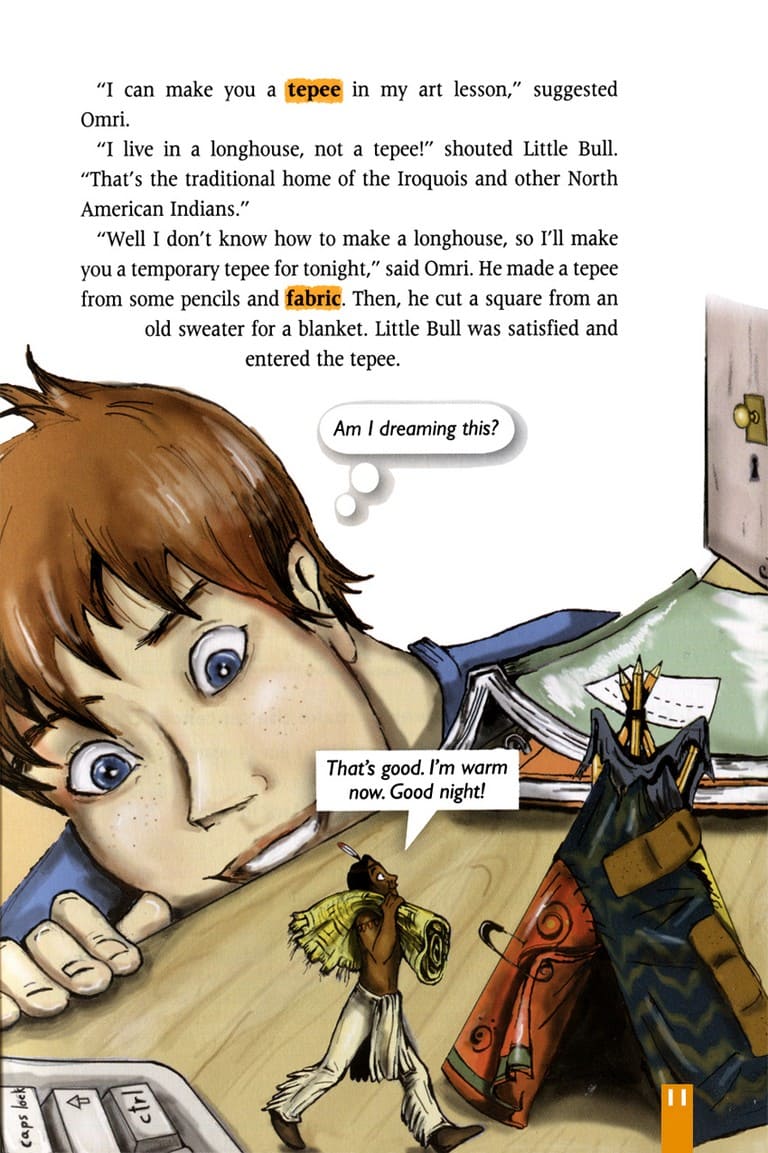 “I can make you a tepee in my art lesson,” suggested
Omri.
“I live in a longhouse, not a tepee!” shouted Little Bull.
“That’s the traditional home of the Iroquois and other North
American Indians.”
“Well I don’t know how to make a longhouse, so I’ll make
you a temporary tepee for tonight,” said Omri. He made a tepee
from some pencils and fabric. Then, he cut a square from an
old sweater for a blanket. Little Bull was satisfied and
entered the tepee.
Am I dreaming this?
That’s good. I’m warm
now. Good night!
caps lock
ctrl
11